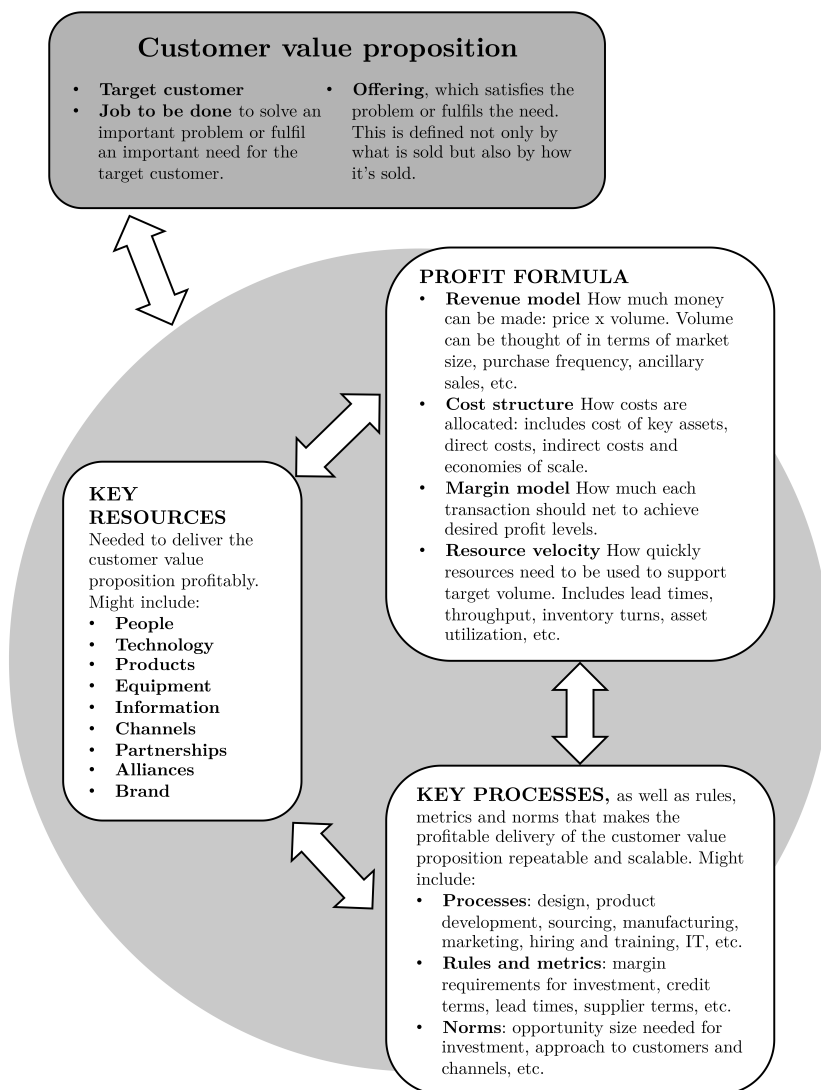 Customer value proposition
• Target customer
• Job to be done to solve an
important problem or fulfil
an important need for the
target customer.
• Offering, which satisfies the
problem or fulfils the need.
This is defined not only by
what is sold but also by how
it's sold.
PROFIT FORMULA
• Revenue model How much money
can be made: price x volume. Volume
can be thought of in terms of market
size, purchase frequency, ancillary
sales, etc.
• Cost structure How costs are
allocated: includes cost of key assets,
direct costs, indirect costs and
economies of scale.
• Margin model How much each
transaction should net to achieve
desired profit levels.
• Resource velocity How quickly
resources need to be used to support
target volume. Includes lead times,
throughput, inventory turns, asset
utilization, etc.
KEY
RESOURCES
Needed to deliver the
customer value
proposition profitably.
Might include:
• People
• Technology
• Products
• Equipment
• Information
• Channels
• Partnerships
• Alliances
• Brand
KEY PROCESSES, as well as rules,
metrics and norms that makes the
profitable delivery of the customer value
proposition repeatable and scalable. Might
include:
• Processes: design, product
development, sourcing, manufacturing,
marketing, hiring and training, IT, etc.
• Rules and metrics: margin
requirements for investment, credit
terms, lead times, supplier terms, etc.
• Norms: opportunity size needed for
investment, approach to customers and
channels, etc.